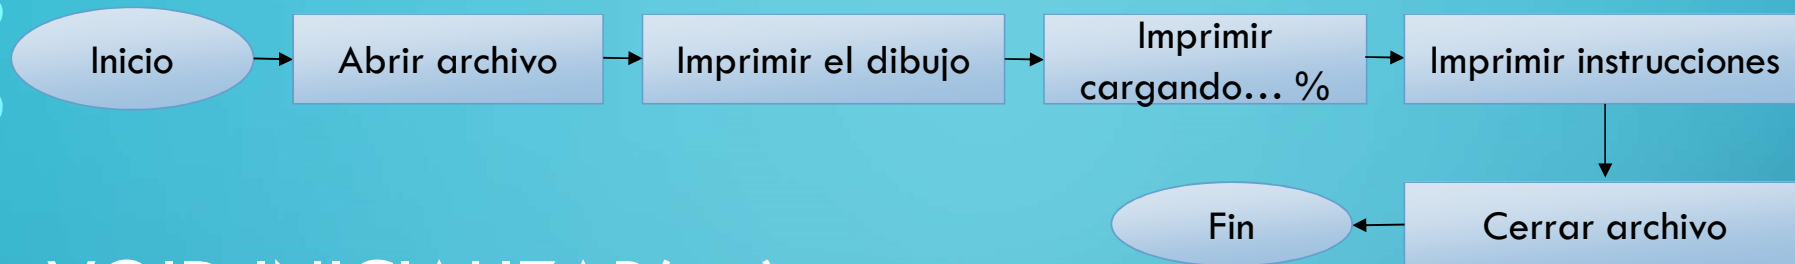 Inicio
Abrir archivo
Imprimir el dibujo
Imprimir
cargando... %
Imprimir instrucciones
Cerrar archivo
Fin